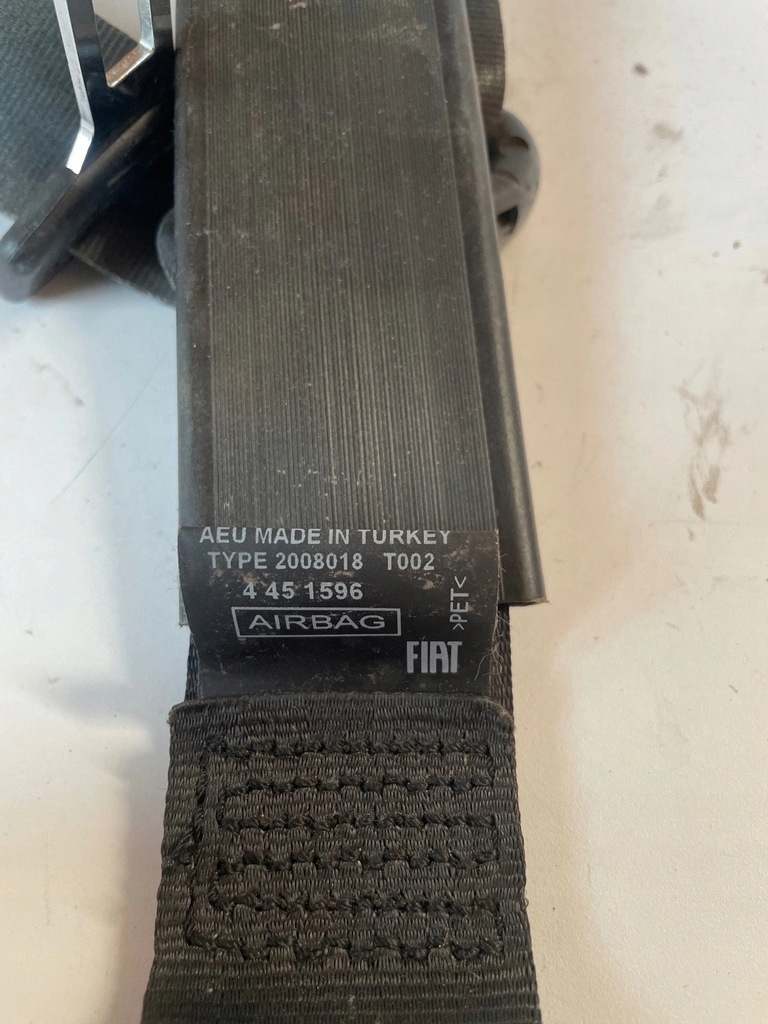 AEU MADE IN TURKEY
TYPE 2008018 T002
4 45 1596
AIRBAG
>PET<
FIAT